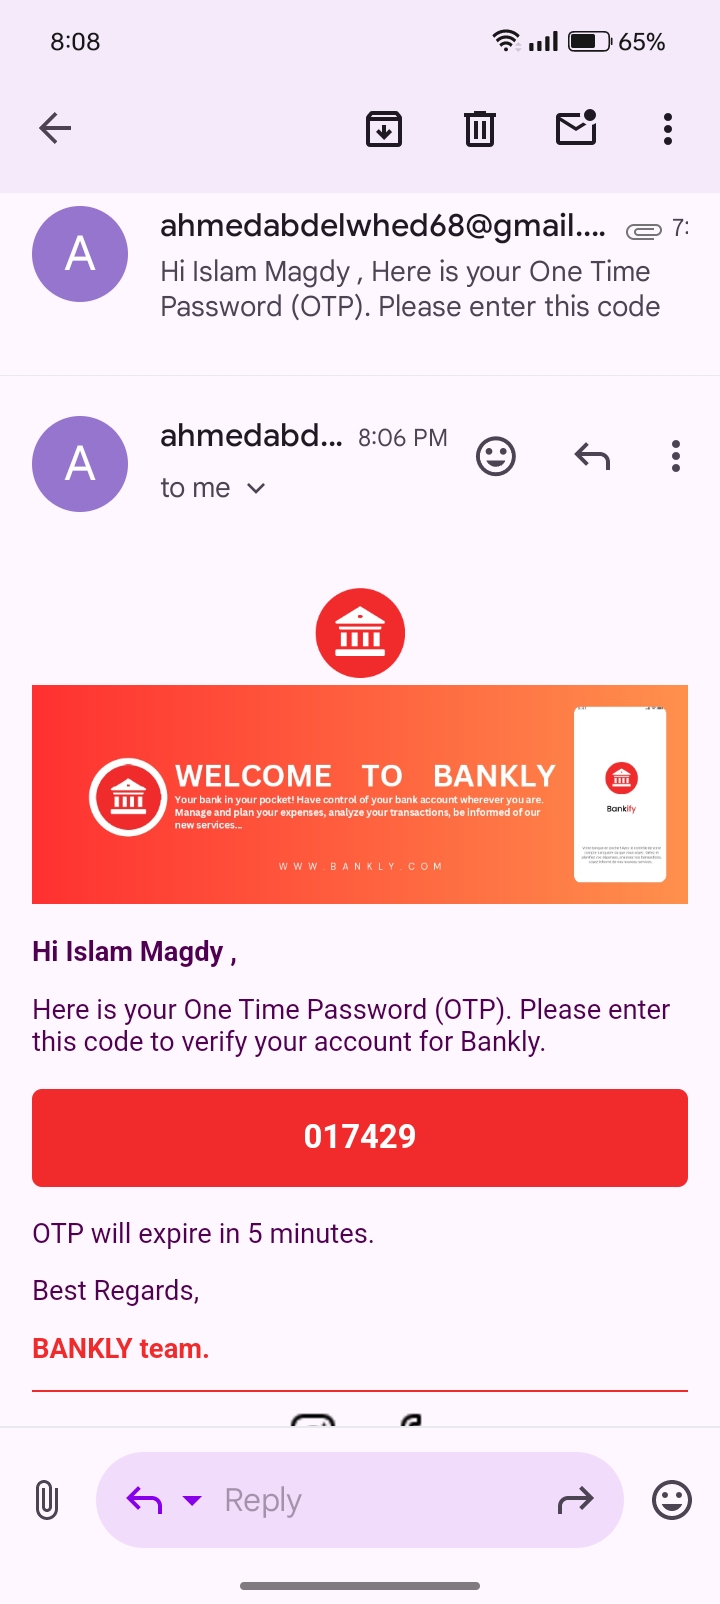 8:08
65%
A
ahmedabdelwhed68@gmail.... 7:
Hi Islam Magdy , Here is your One Time
Password (OTP). Please enter this code
A
ahmedabd... 8:06 PM
to me
WELCOME TO BANKLY
Your bank in your pocket! Have control of your bank account wherever you are.
Manage and plan your expenses, analyze your transactions, be informed of our
new services...
WWW.BANKLY.COM
Bankify
Hi Islam Magdy ,
Here is your One Time Password (OTP). Please enter
this code to verify your account for Bankly.
017429
OTP will expire in 5 minutes.
Best Regards,
BANKLY team.
Reply